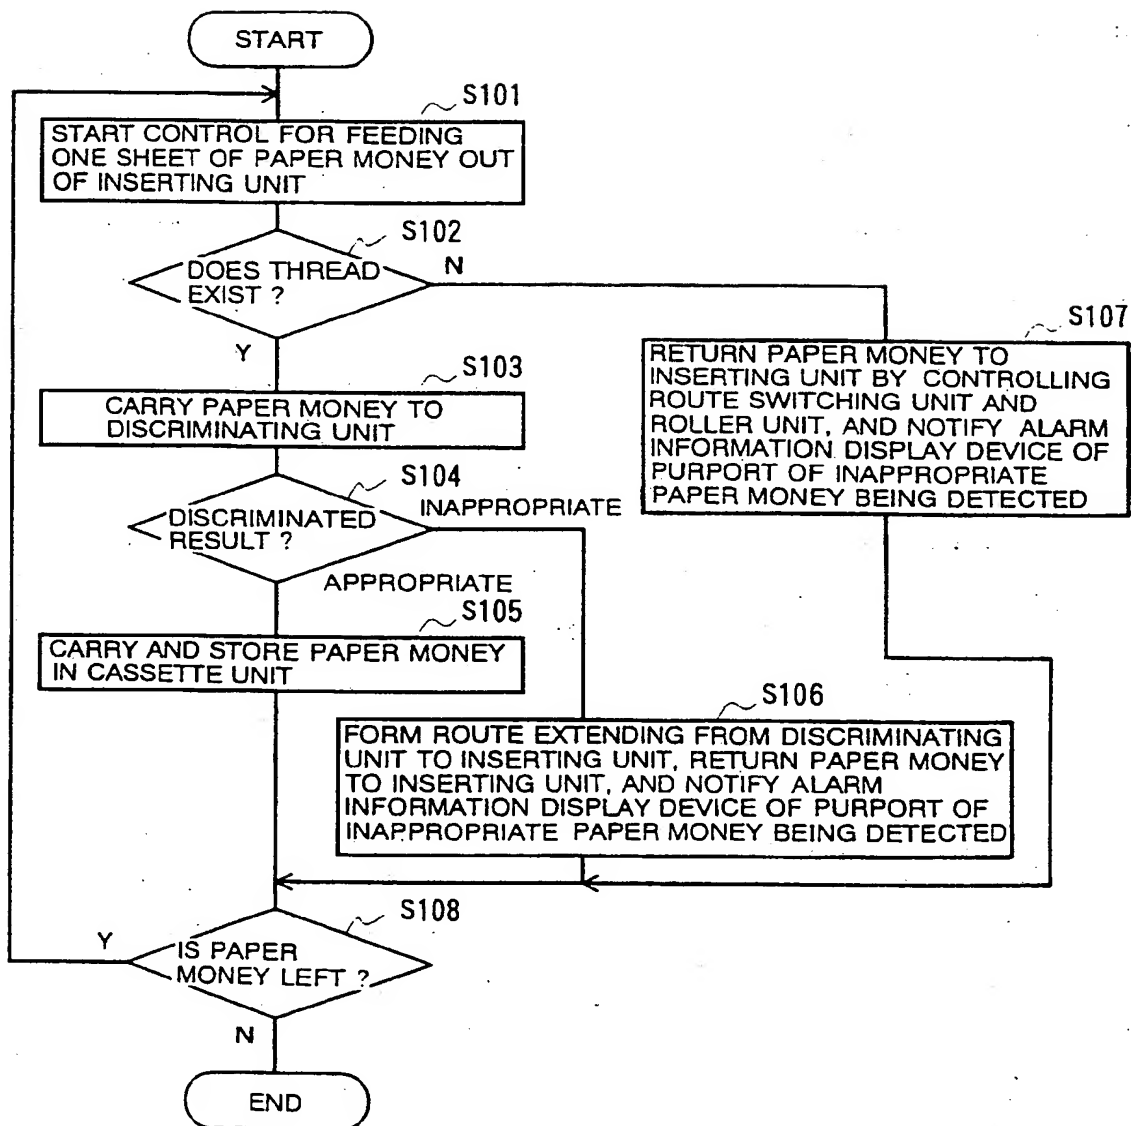 START
S101
START CONTROL FOR FEEDING
ONE SHEET OF PAPER MONEY OUT
OF INSERTING UNIT
S102
DOES THREAD
EXIST ?
N
Y
S107
RETURN PAPER MONEY TO
INSERTING UNIT BY CONTROLLING
ROUTE SWITCHING UNIT AND
ROLLER UNIT, AND NOTIFY ALARM
INFORMATION DISPLAY DEVICE OF
PURPORT OF INAPPROPRIATE
PAPER MONEY BEING DETECTED
S103
CARRY PAPER MONEY TO
DISCRIMINATING UNIT
S104
DISCRIMINATED
RESULT ?
INAPPROPRIATE
APPROPRIATE
S105
CARRY AND STORE PAPER MONEY
IN CASSETTE UNIT
S106
FORM ROUTE EXTENDING FROM DISCRIMINATING
UNIT TO INSERTING UNIT, RETURN PAPER MONEY
TO INSERTING UNIT, AND NOTIFY ALARM
INFORMATION DISPLAY DEVICE OF PURPORT OF
INAPPROPRIATE PAPER MONEY BEING DETECTED
S108
IS PAPER
MONEY LEFT ?
Y
N
END